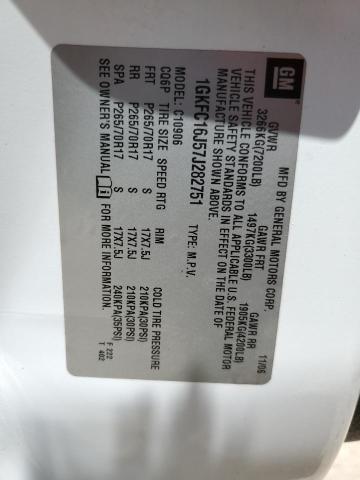 GM
MFD BY GENERAL MOTORS CORP. 11/06
GVWR GAWR FRT GAWR RR
3266KG(7200LB) 1497KG(3300LB) 1905KG(4200LB)
THIS VEHICLE CONFORMS TO ALL APPLICABLE U.S. FEDERAL MOTOR
VEHICLE SAFETY STANDARDS IN EFFECT ON THE DATE OF
MANUFACTURE SHOWN ABOVE.
1GKFC16J57J282751 TYPE: M.P.V.
MODEL: C10906
CO6P TIRE SIZE SPEED RTG RIM COLD TIRE PRESSURE
FRT P265/70R17 S 17X7.5J 210KPA(30PSI)
RR P265/70R17 S 17X7.5J 210KPA(30PSI)
SPA P265/70R17 S 17X7.5J 240KPA(35PSI)
SEE OWNER'S MANUAL FOR MORE INFORMATION.
F 222
T 402